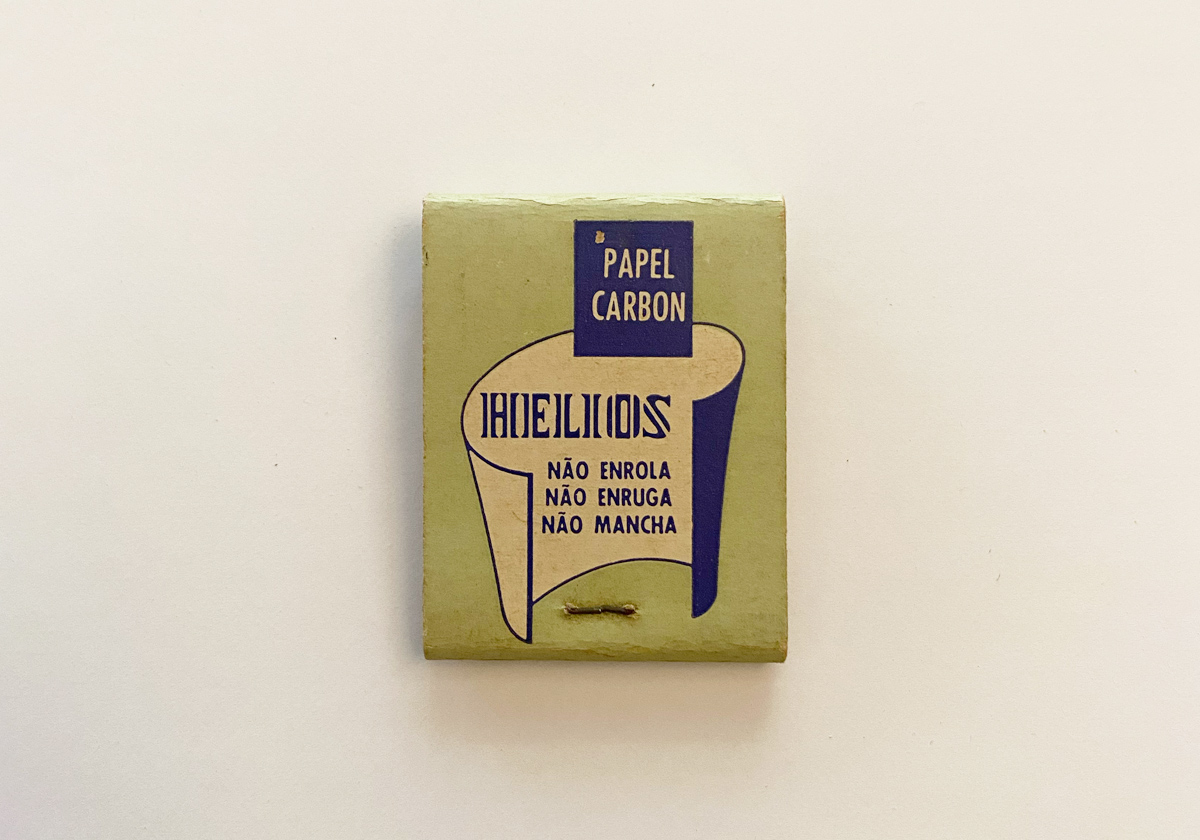 PAPEL
CARBON
HELIOS
NÃO ENROLA
NÃO ENRUGA
NÃO MANCHA